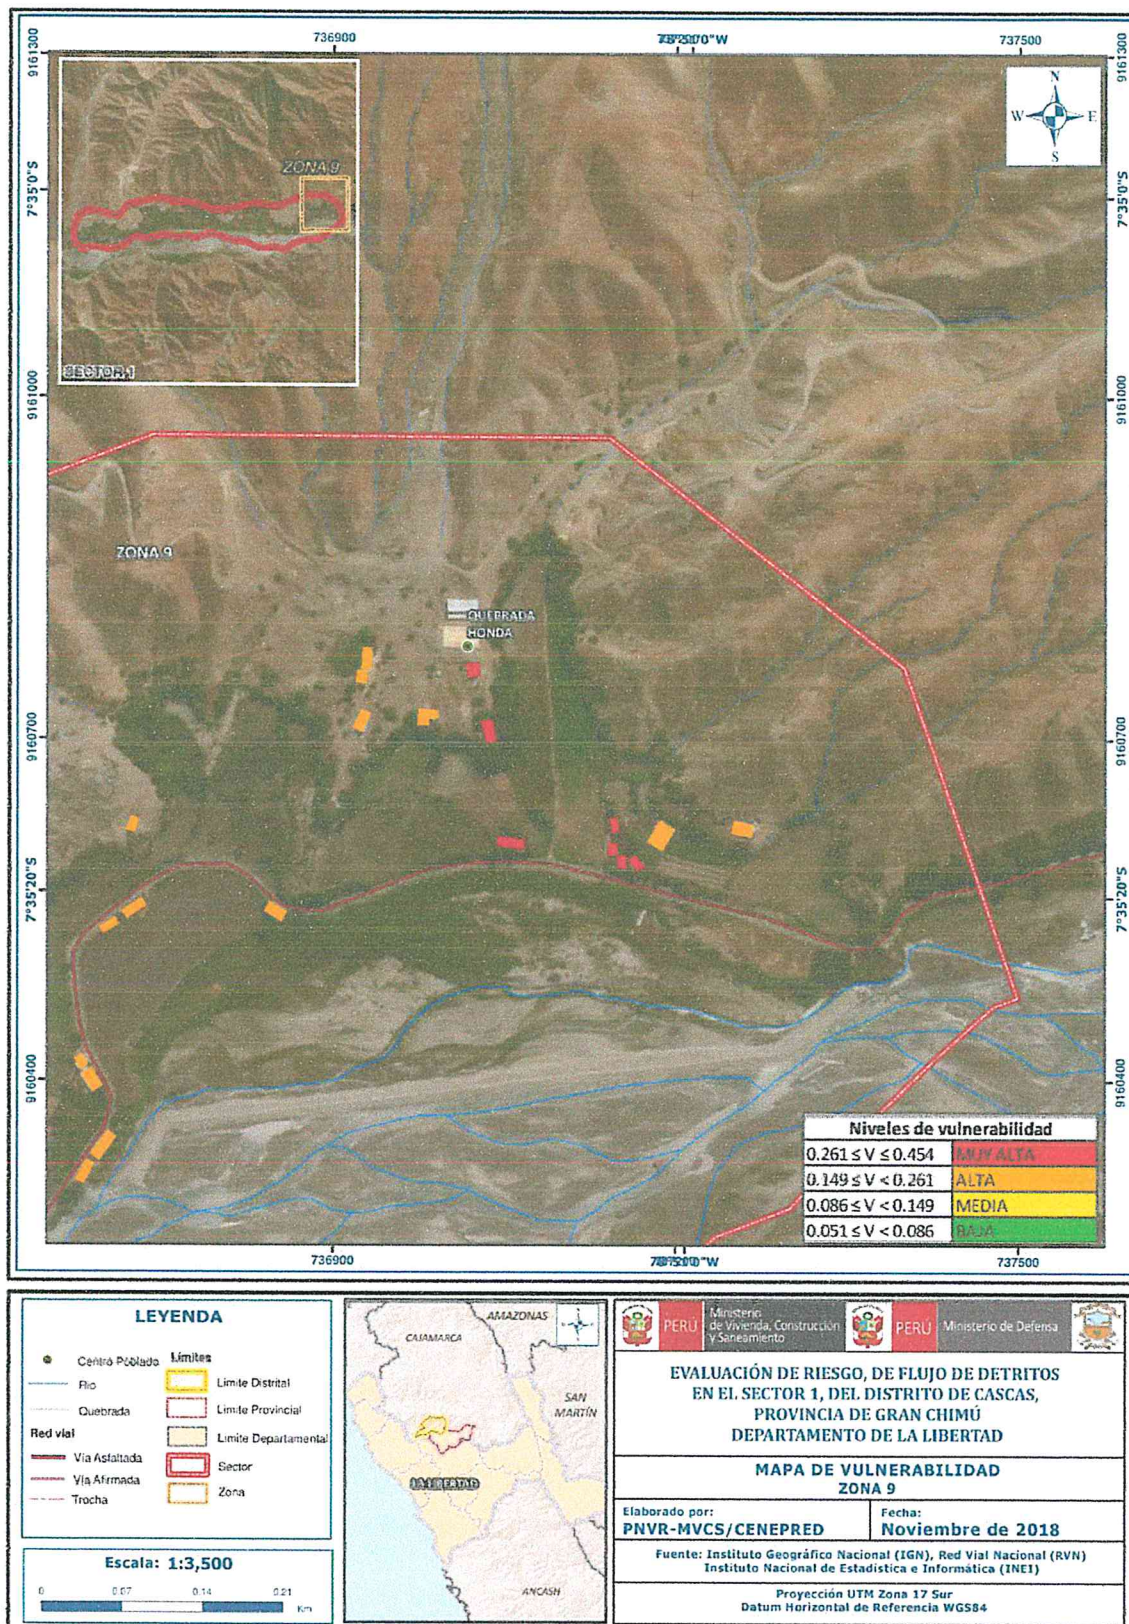 736900
737500
9161300
9161300
N
W
E
S
ZONA 9
SECTOR 1
7°35'0"S
7°35'0"S
9161000
9161000
ZONA 9
QUEBRADA
HONDA
9160700
9160700
7°35'20"S
7°35'20"S
9160400
9160400
Niveles de vulnerabilidad
0.261 ≤ V ≤ 0.454 MUY ALTA
0.149 ≤ V < 0.261 ALTA
0.086 ≤ V < 0.149 MEDIA
0.051 ≤ V < 0.086 BAJA
736900
737500
LEYENDA
Centro Poblado
Rio
Quebrada
Red vial
Vía Asfaltada
Vía Afirmada
Trocha
Límites
Limite Distrital
Limite Provincial
Limite Departamental
Sector
Zona
Escala: 1:3,500
0 0.07 0.14 0.21
Km
AMAZONAS
CAJAMARCA
SAN
MARTÍN
LA LIBERTAD
ANCASH
PERÚ
Ministerio
de Vivienda, Construcción
y Saneamiento
PERÚ
Ministerio de Defensa
EVALUACIÓN DE RIESGO, DE FLUJO DE DETRITOS
EN EL SECTOR 1, DEL DISTRITO DE CASCAS,
PROVINCIA DE GRAN CHIMÚ
DEPARTAMENTO DE LA LIBERTAD
MAPA DE VULNERABILIDAD
ZONA 9
Elaborado por:
PNVR-MVCS/CENEPRED
Fecha:
Noviembre de 2018
Fuente: Instituto Geográfico Nacional (IGN), Red Vial Nacional (RVN)
Instituto Nacional de Estadística e Informática (INEI)
Proyección UTM Zona 17 Sur
Datum Horizontal de Referencia WGS84